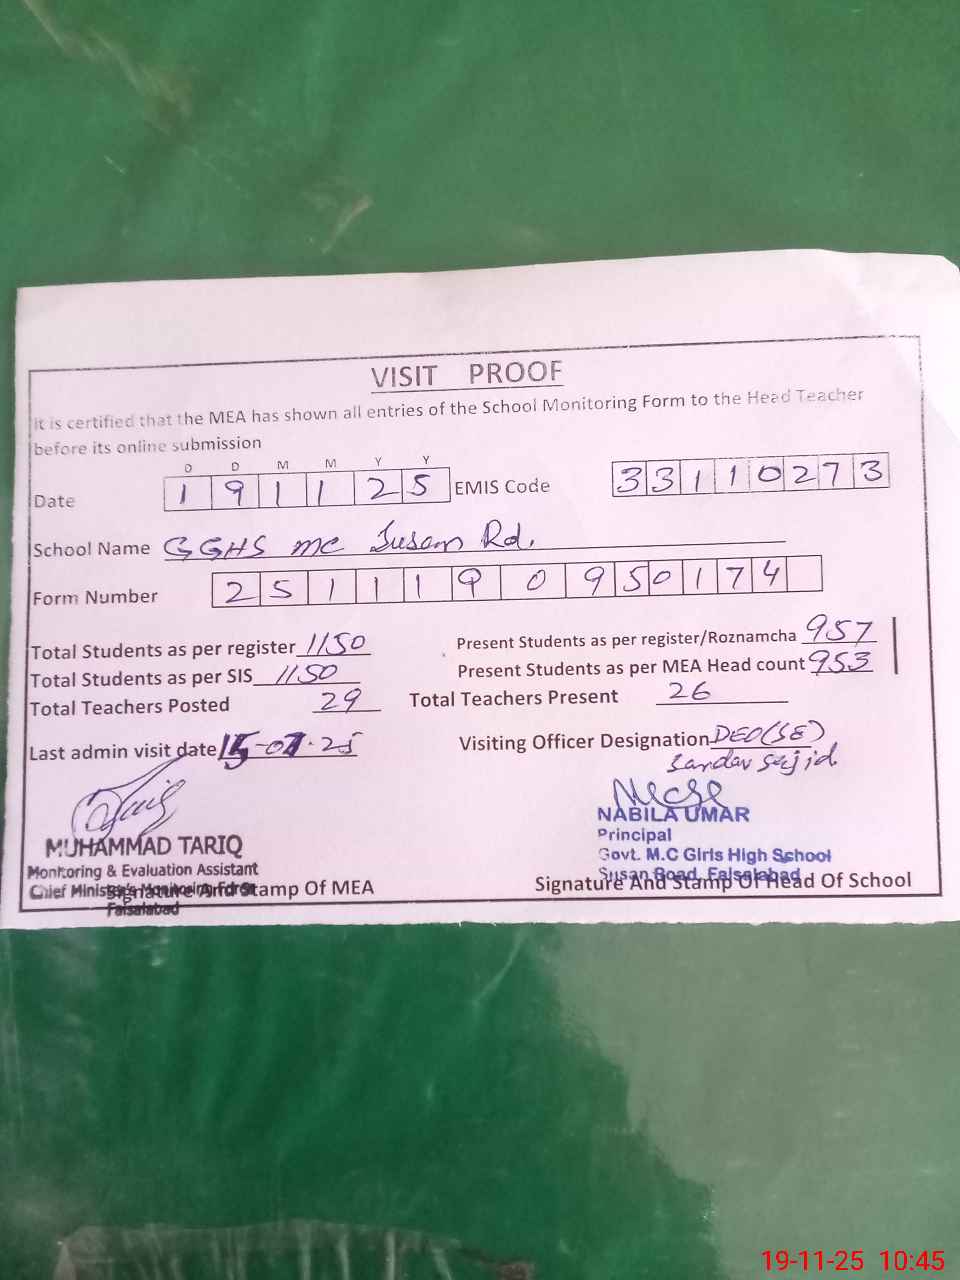 VISIT PROOF
It is certified that the MEA has shown all entries of the School Monitoring Form to the Head Teacher
before its online submission
D D M M Y Y
Date 1 9 1 1 2 5 EMIS Code 3 3 1 1 0 2 7 3
School Name GGHS MC Susan Rd.
Form Number 2 5 1 1 1 9 0 9 5 0 1 7 4
Total Students as per register 1150 Present Students as per register/Roznamcha 957
Total Students as per SIS 1150 Present Students as per MEA Head count 953
Total Teachers Posted 29 Total Teachers Present 26
Last admin visit date 15-07-25 Visiting Officer Designation DEO(SE)
Sardar Sajid
MUHAMMAD TARIQ
Monitoring & Evaluation Assistant
Chief Minister's Monitoring Force
Faisalabad
Signature And Stamp Of MEA
NABILA UMAR
Principal
Govt. M.C Girls High School
Susan Road, Faisalabad
Signature And Stamp Of Head Of School
19-11-25 10:45